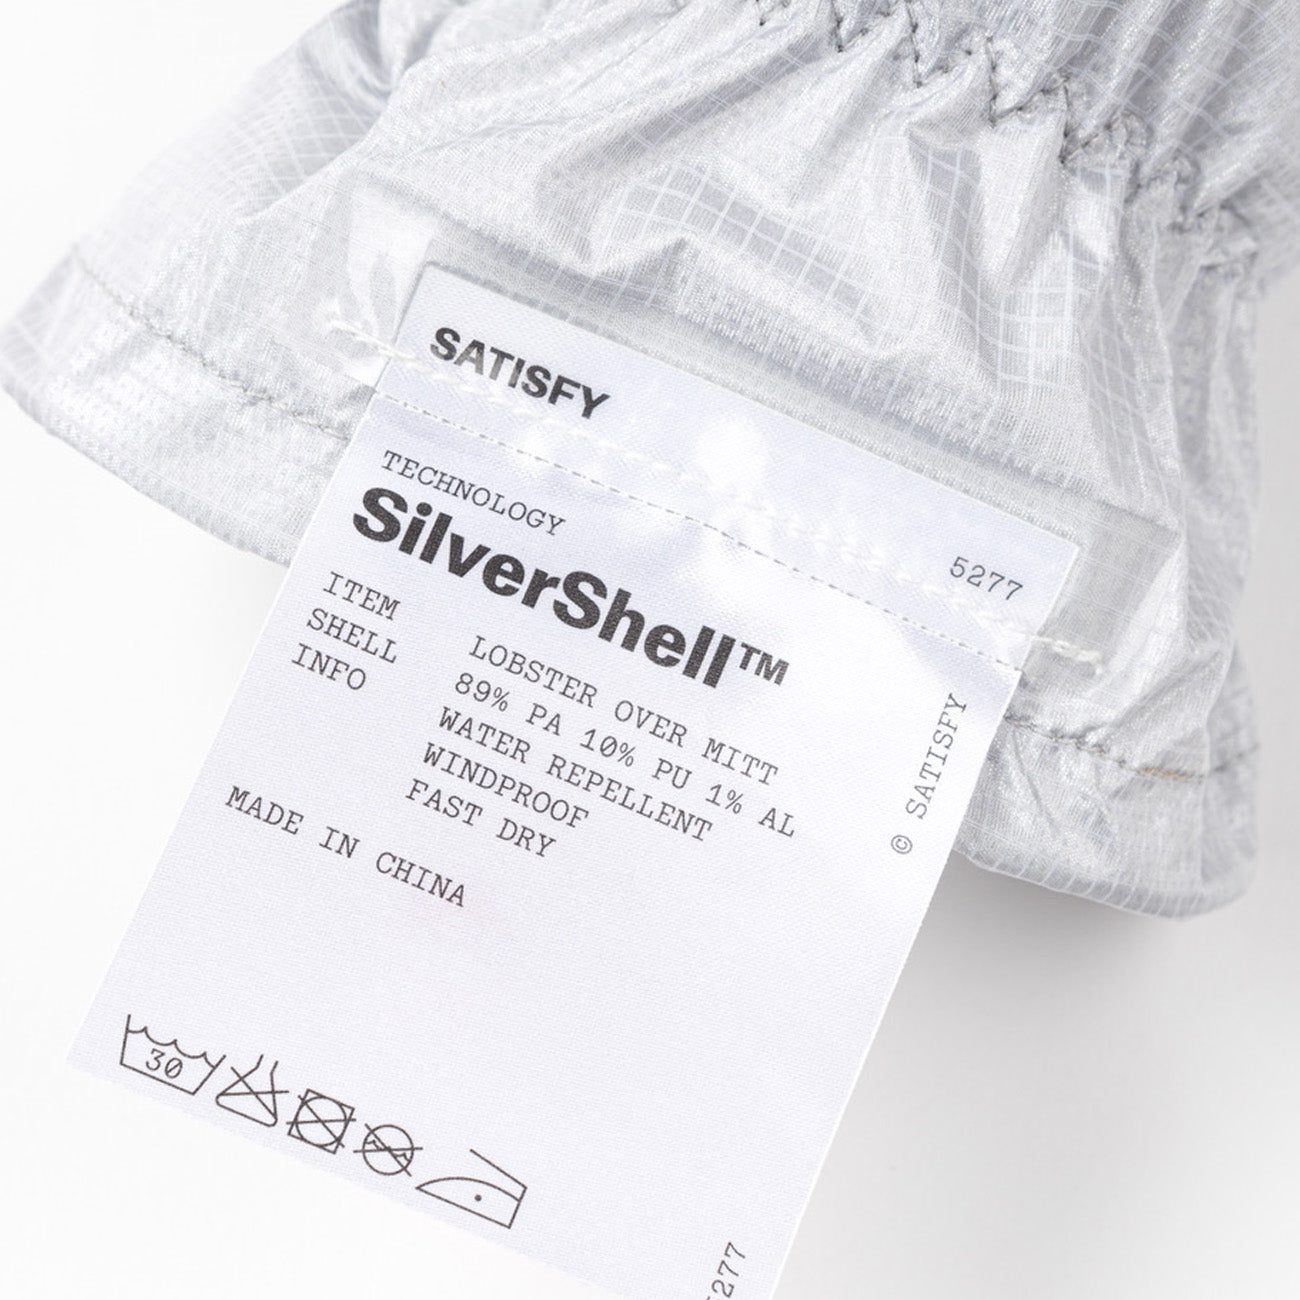 SATISFY
5277
TECHNOLOGY
SilverShell™
ITEM LOBSTER OVER MITT
SHELL 89% PA 10% PU 1% AL
INFO WATER REPELLENT
WINDPROOF
FAST DRY
MADE IN CHINA
© SATISFY
30
277